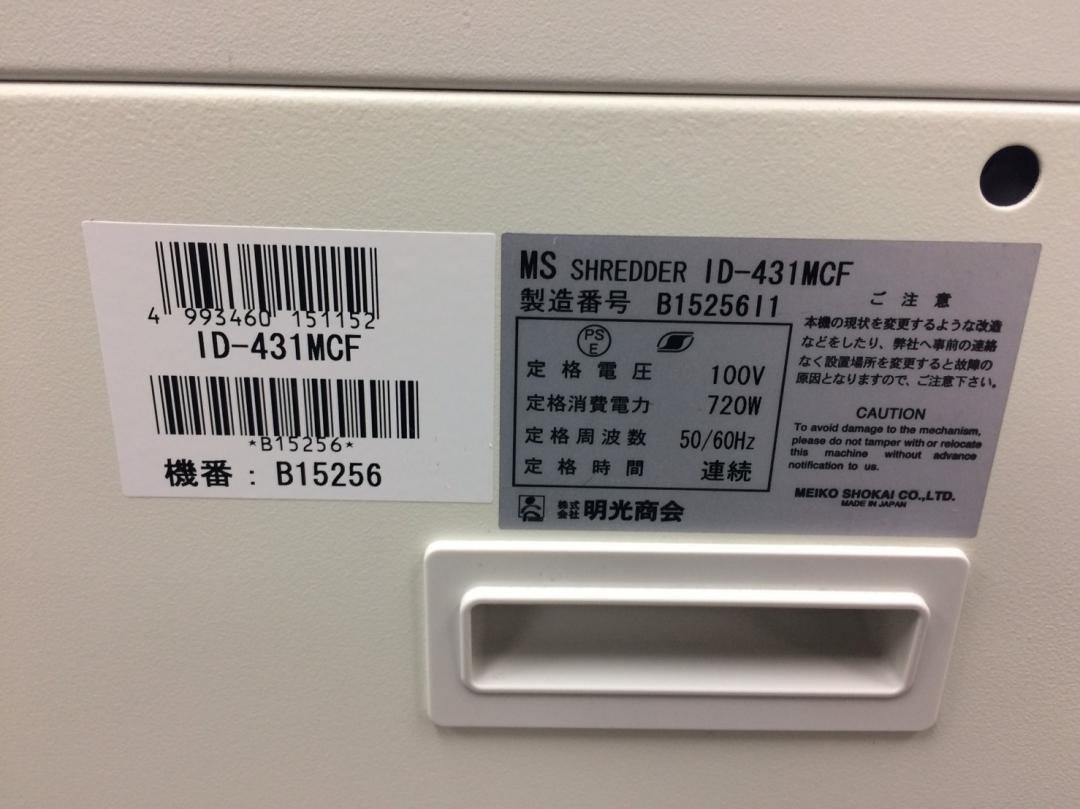 4 993460 151152
ID-431MCF
*B15256*
機番 : B15256
MS SHREDDER ID-431MCF
製造番号 B15256I1
PS
E
定格電圧 100V
定格消費電力 720W
定格周波数 50/60Hz
定格時間 連続
株式会社 明光商会
ご注意
本機の現状を変更するような改造
などをしたり、弊社へ事前の連絡
なく設置場所を変更すると故障の
原因となりますので、ご注意下さい。
CAUTION
To avoid damage to the mechanism,
please do not tamper with or relocate
this machine without advance
notification to us.
MEIKO SHOKAI CO.,LTD.
MADE IN JAPAN